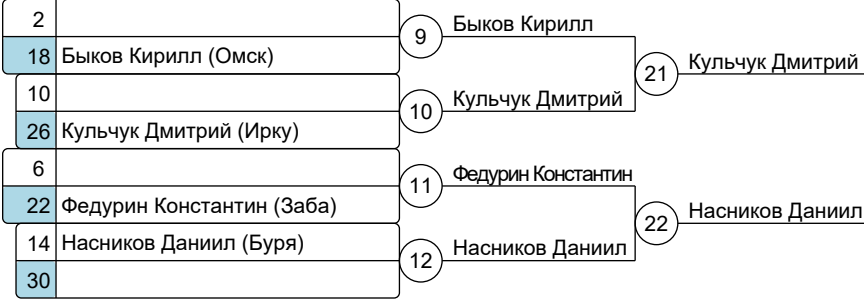 2
18 Быков Кирилл (Омск)
10
26 Кульчук Дмитрий (Ирку)
6
22 Федурин Константин (Заба)
14 Насников Даниил (Буря)
30
9 Быков Кирилл
10 Кульчук Дмитрий
11 Федурин Константин
12 Насников Даниил
21 Кульчук Дмитрий
22 Насников Даниил